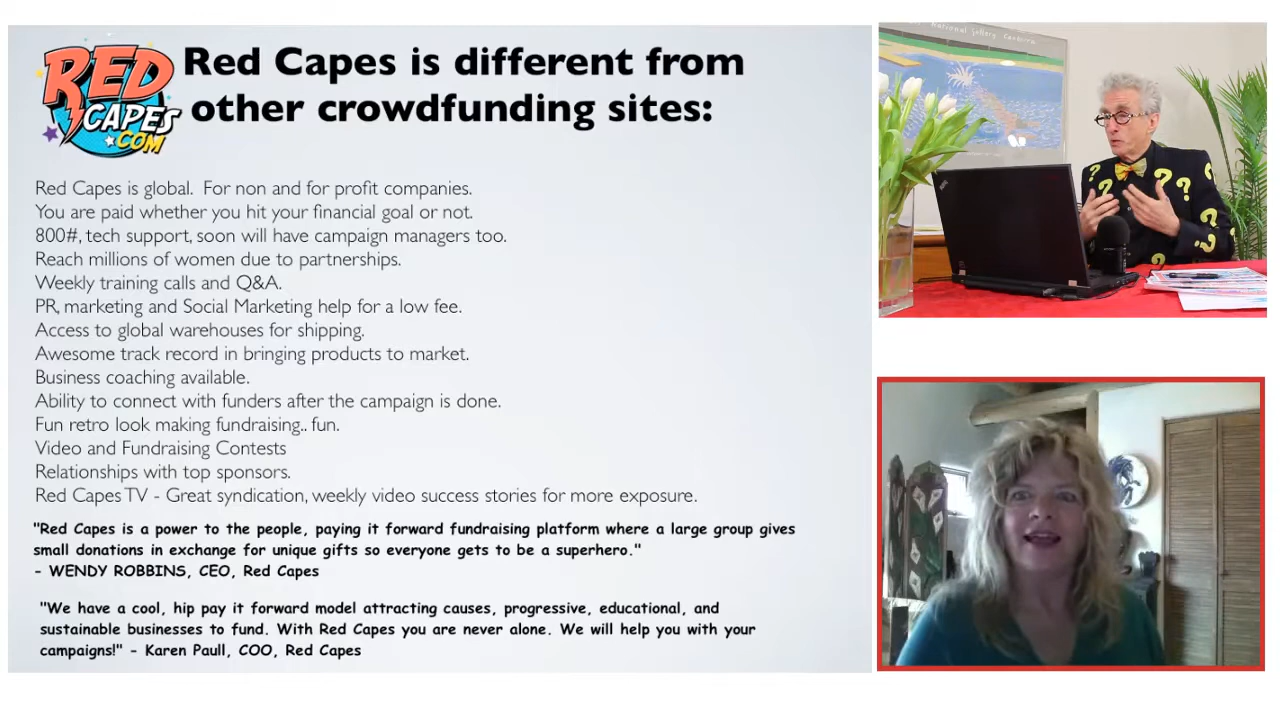 RED
CAPES
.COM
Red Capes is different from
other crowdfunding sites:
Red Capes is global. For non and for profit companies.
You are paid whether you hit your financial goal or not.
800#, tech support, soon will have campaign managers too.
Reach millions of women due to partnerships.
Weekly training calls and Q&A.
PR, marketing and Social Marketing help for a low fee.
Access to global warehouses for shipping.
Awesome track record in bringing products to market.
Business coaching available.
Ability to connect with funders after the campaign is done.
Fun retro look making fundraising.. fun.
Video and Fundraising Contests
Relationships with top sponsors.
Red Capes TV - Great syndication, weekly video success stories for more exposure.
"Red Capes is a power to the people, paying it forward fundraising platform where a large group gives
small donations in exchange for unique gifts so everyone gets to be a superhero."
- WENDY ROBBINS, CEO, Red Capes
"We have a cool, hip pay it forward model attracting causes, progressive, educational, and
sustainable businesses to fund. With Red Capes you are never alone. We will help you with your
campaigns!" - Karen Paull, COO, Red Capes
National Gallery Canberra
? ? ? ? ? ? ?